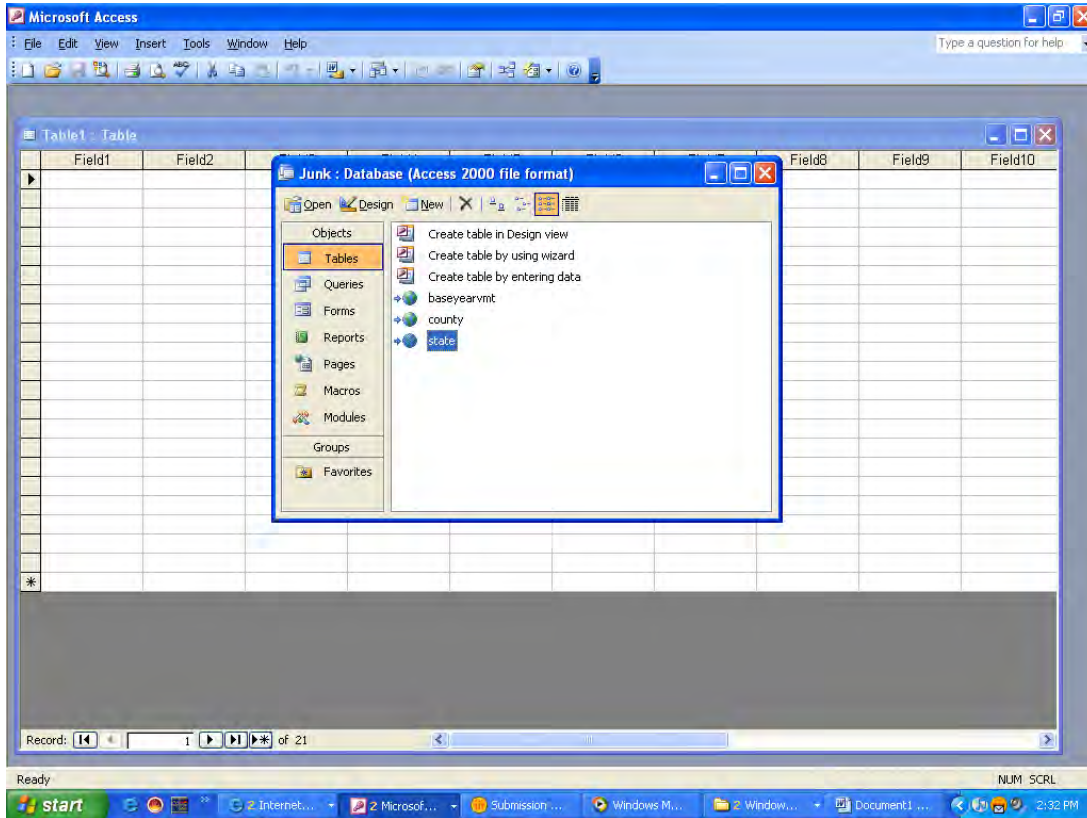 Microsoft Access
File Edit View Insert Tools Window Help
Type a question for help
Table1 : Table
Field1 Field2 Field8 Field9 Field10
Junk : Database (Access 2000 file format)
Open Design New
Objects
Tables
Queries
Forms
Reports
Pages
Macros
Modules
Groups
Favorites
Create table in Design view
Create table by using wizard
Create table by entering data
baseyearvmt
county
state
Record: 1 of 21
Ready NUM SCRL
start 2 Internet... 2 Microsof... Submission ... Windows M... 2 Window... Document1 ... 2:32 PM